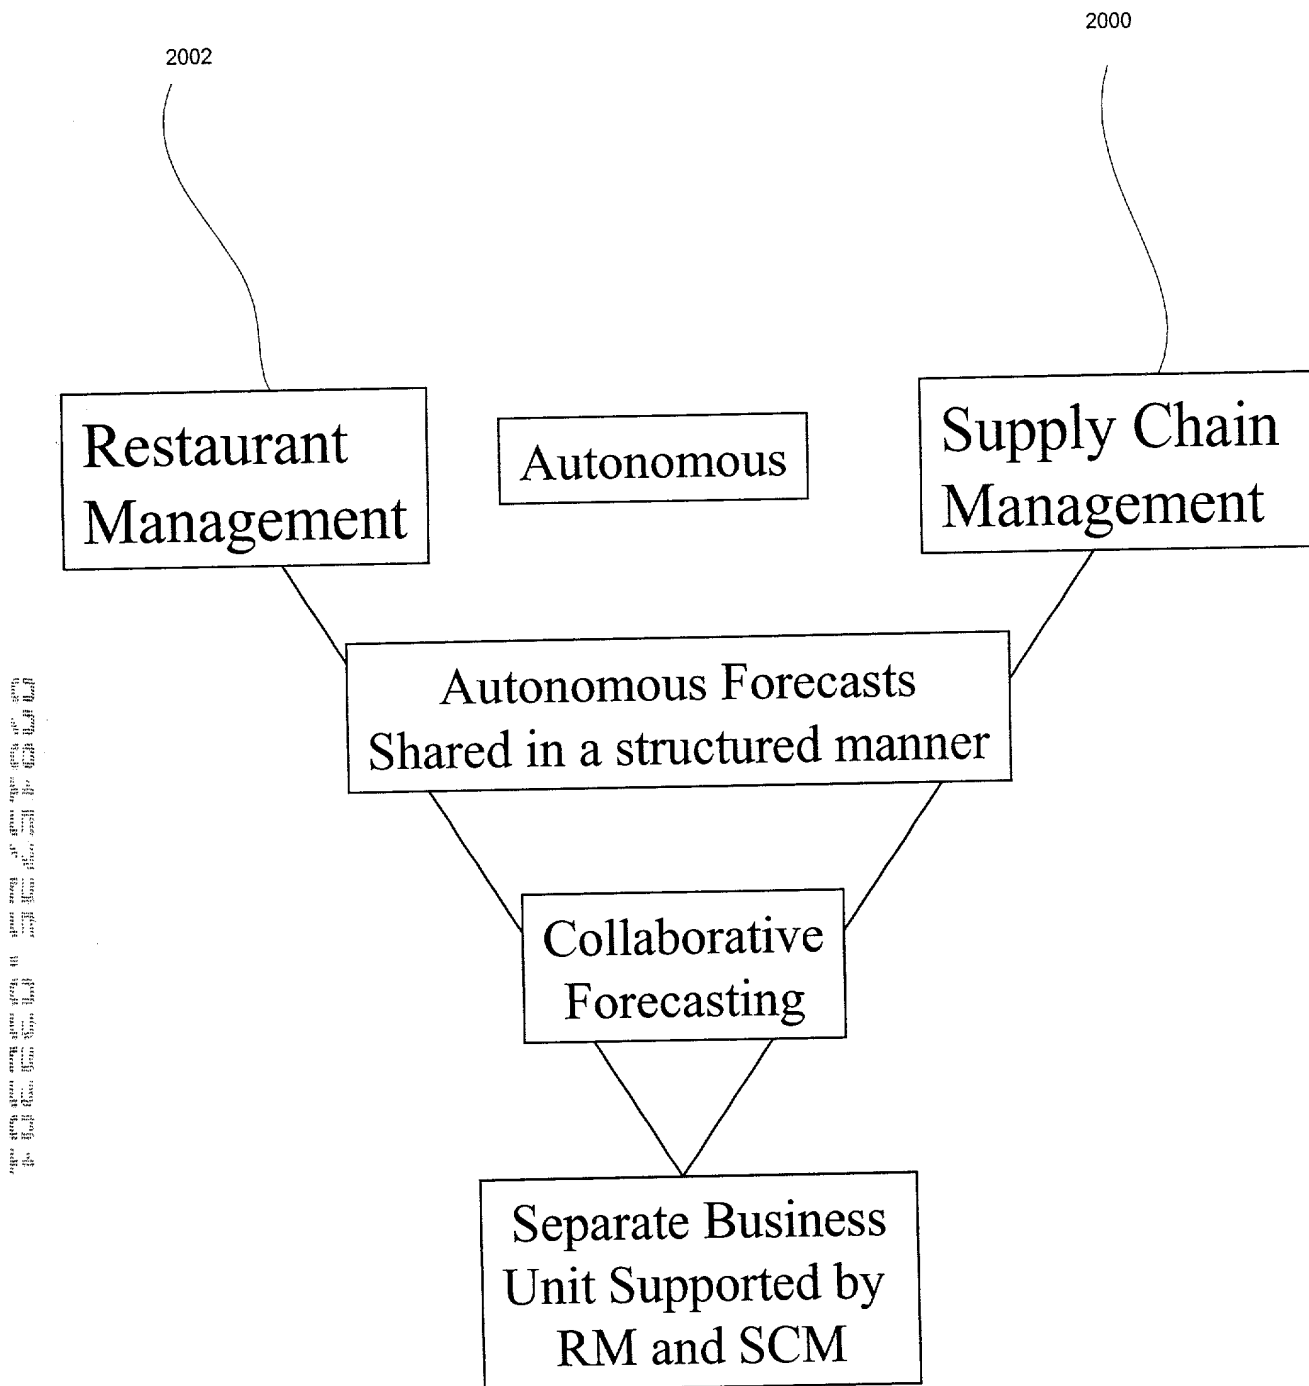 2002
2000
Restaurant
Management
Autonomous
Supply Chain
Management
Autonomous Forecasts
Shared in a structured manner
Collaborative
Forecasting
Separate Business
Unit Supported by
RM and SCM